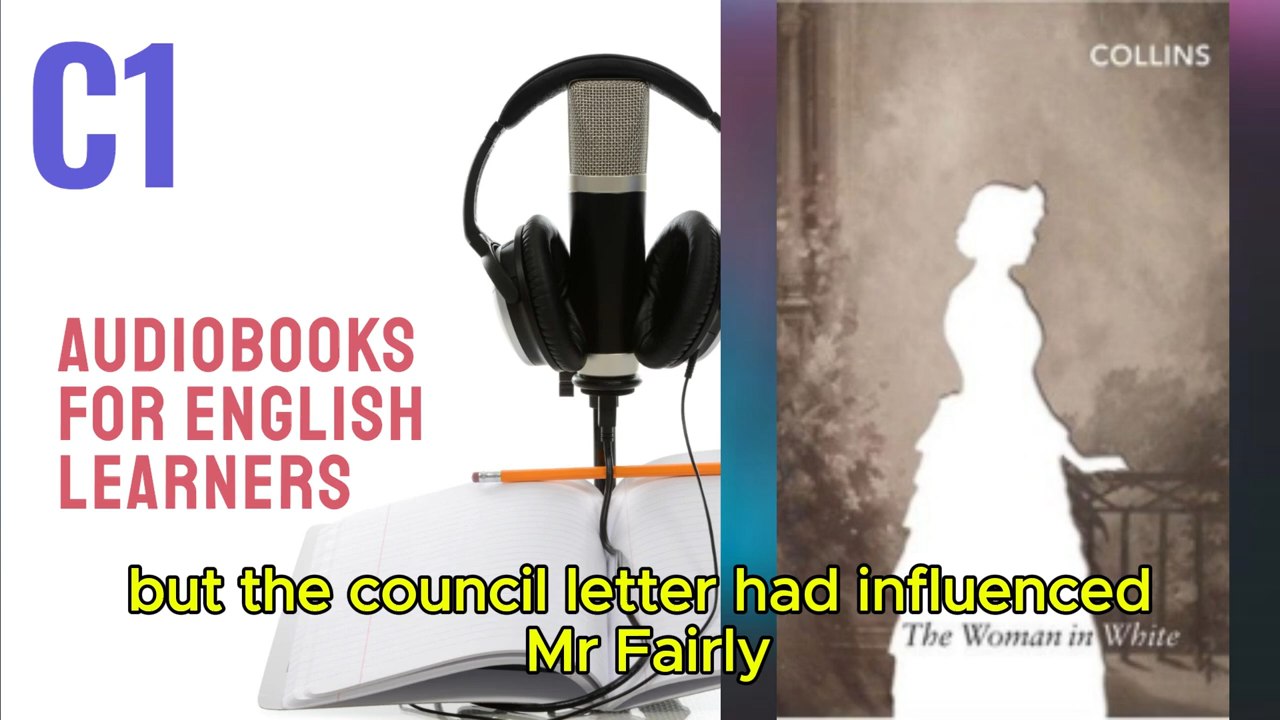 C1
AUDIOBOOKS
FOR ENGLISH
LEARNERS
COLLINS
The Woman in White
but the council letter had influenced
Mr Fairly